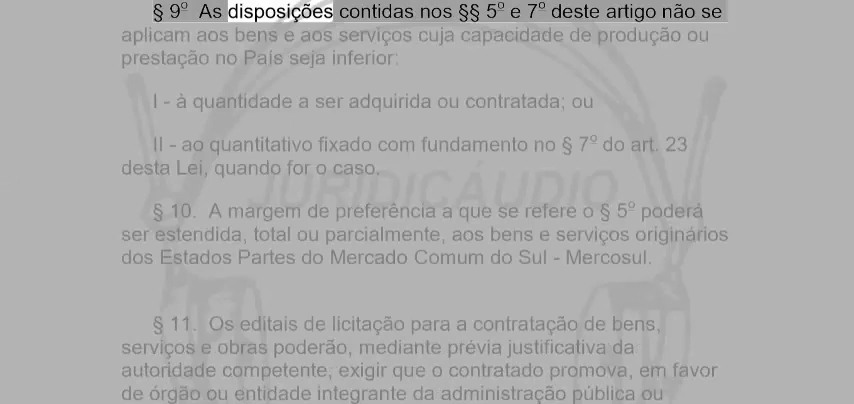 § 9º As disposições contidas nos §§ 5º e 7º deste artigo não se
aplicam aos bens e aos serviços cuja capacidade de produção ou
prestação no País seja inferior:
I - à quantidade a ser adquirida ou contratada; ou
II - ao quantitativo fixado com fundamento no § 7º do art. 23
desta Lei, quando for o caso.
JURIDICÁUDIO
§ 10. A margem de preferência a que se refere o § 5º poderá
ser estendida, total ou parcialmente, aos bens e serviços originários
dos Estados Partes do Mercado Comum do Sul - Mercosul.
§ 11. Os editais de licitação para a contratação de bens,
serviços e obras poderão, mediante prévia justificativa da
autoridade competente, exigir que o contratado promova, em favor
de órgão ou entidade integrante da administração pública ou